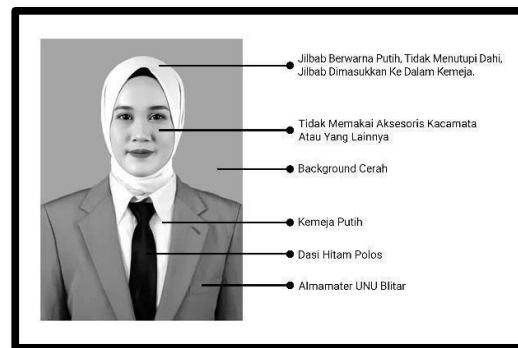 Jilbab Berwarna Putih, Tidak Menutupi Dahi,
Jilbab Dimasukkan Ke Dalam Kemeja.
Tidak Memakai Aksesoris Kacamata
Atau Yang Lainnya
Background Cerah
Kemeja Putih
Dasi Hitam Polos
Almamater UNU Blitar